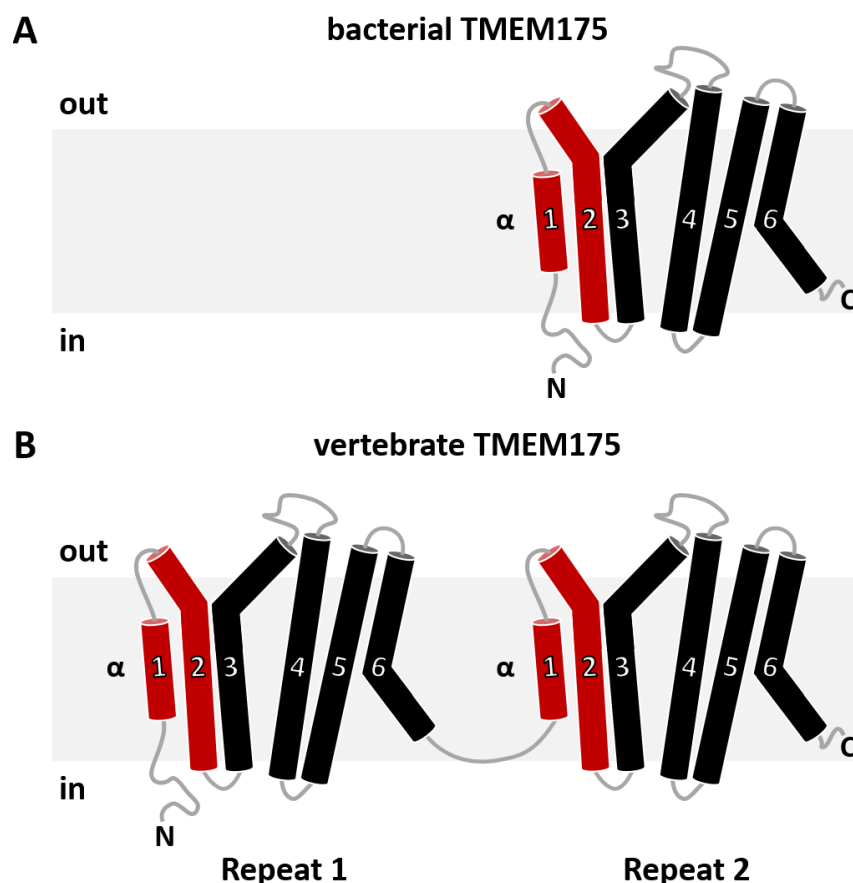 A
bacterial TMEM175
out
α 1 2 3 4 5 6
C
in
N
B
vertebrate TMEM175
out
α 1 2 3 4 5 6 α 1 2 3 4 5 6
C
in
N
Repeat 1 Repeat 2